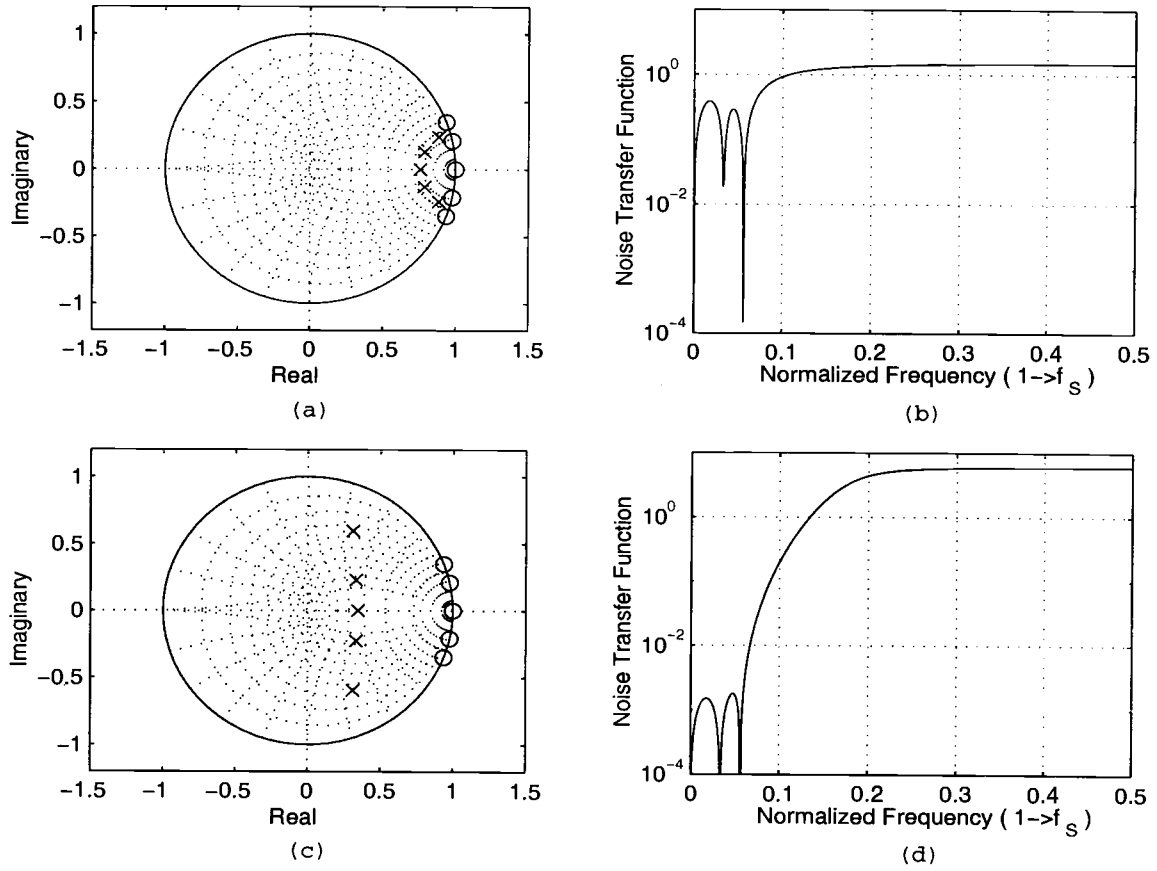 1
0.5
0
−0.5
−1
Imaginary
−1.5 −1 −0.5 0 0.5 1 1.5
Real
(a)
10^0
10^−2
10^−4
Noise Transfer Function
0 0.1 0.2 0.3 0.4 0.5
Normalized Frequency ( 1−>f_S )
(b)
1
0.5
0
−0.5
−1
Imaginary
−1.5 −1 −0.5 0 0.5 1 1.5
Real
(c)
10^0
10^−2
10^−4
Noise Transfer Function
0 0.1 0.2 0.3 0.4 0.5
Normalized Frequency ( 1−>f_S )
(d)